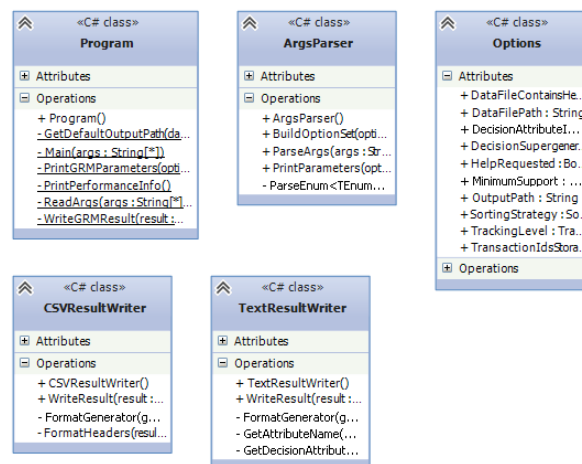 «C# class»
Program
Attributes
Operations
+ Program()
- GetDefaultOutputPath(da...
- Main(args : String[*])
- PrintGRMParameters(opti...
- PrintPerformanceInfo()
- ReadArgs(args : String[*]...
- WriteGRMResult(result :...
«C# class»
ArgsParser
Attributes
Operations
+ ArgsParser()
+ BuildOptionSet(opti...
+ ParseArgs(args : Str...
+ PrintParameters(opt...
- ParseEnum<TEnum...
«C# class»
Options
Attributes
+ DataFileContainsHe...
+ DataFilePath : String
+ DecisionAttributeI...
+ DecisionSupergener...
+ HelpRequested : Bo...
+ MinimumSupport : ...
+ OutputPath : String
+ SortingStrategy : So...
+ TrackingLevel : Tra...
+ TransactionIdsStora...
Operations
«C# class»
CSVResultWriter
Attributes
Operations
+ CSVResultWriter()
+ WriteResult(result :...
- FormatGenerator(g...
- FormatHeaders(resul...
«C# class»
TextResultWriter
Attributes
Operations
+ TextResultWriter()
+ WriteResult(result :...
- FormatGenerator(g...
- GetAttributeName(...
- GetDecisionAttribut...